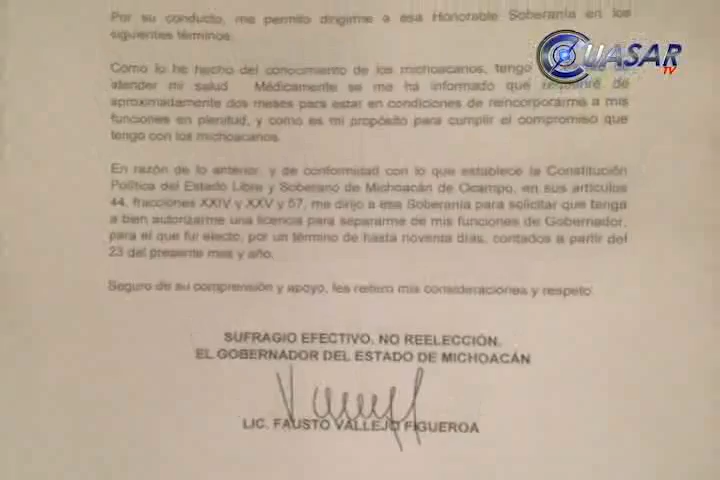 Por su conducto, me permito dirigirme a esa Honorable Soberanía en los
siguientes términos:
Como lo he hecho del conocimiento de los michoacanos, tengo
atender mi salud. Médicamente se me ha informado que requeriré de
aproximadamente dos meses para estar en condiciones de reincorporarme a mis
funciones en plenitud, y como es mi propósito para cumplir el compromiso que
tengo con los michoacanos.
En razón de lo anterior, y de conformidad con lo que establece la Constitución
Política del Estado Libre y Soberano de Michoacán de Ocampo, en sus artículos
44, fracciones XXIV y XXV y 57, me dirijo a esa Soberanía para solicitar que tenga
a bien autorizarme una licencia para separarme de mis funciones de Gobernador,
para el que fui electo, por un término de hasta noventa días, contados a partir del
23 del presente mes y año.
Seguro de su comprensión y apoyo, les reitero mis consideraciones y respeto.
SUFRAGIO EFECTIVO. NO REELECCIÓN.
EL GOBERNADOR DEL ESTADO DE MICHOACÁN
LIC. FAUSTO VALLEJO FIGUEROA
CUASAR
TV